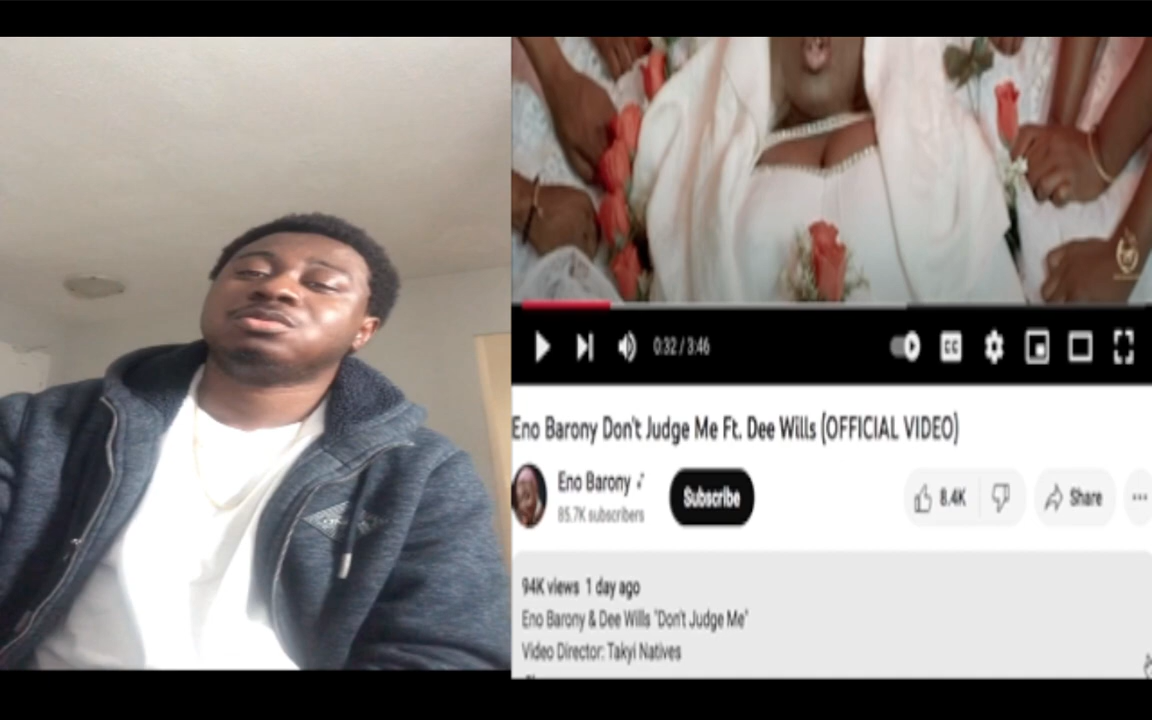 0:32 / 3:46
CC
Eno Barony Don't Judge Me Ft. Dee Wills (OFFICIAL VIDEO)
Eno Barony
Subscribe
8.4K
Share
85.7K subscribers
94K views 1 day ago
Eno Barony & Dee Wills "Don't Judge Me"
Video Director: Takyi Natives